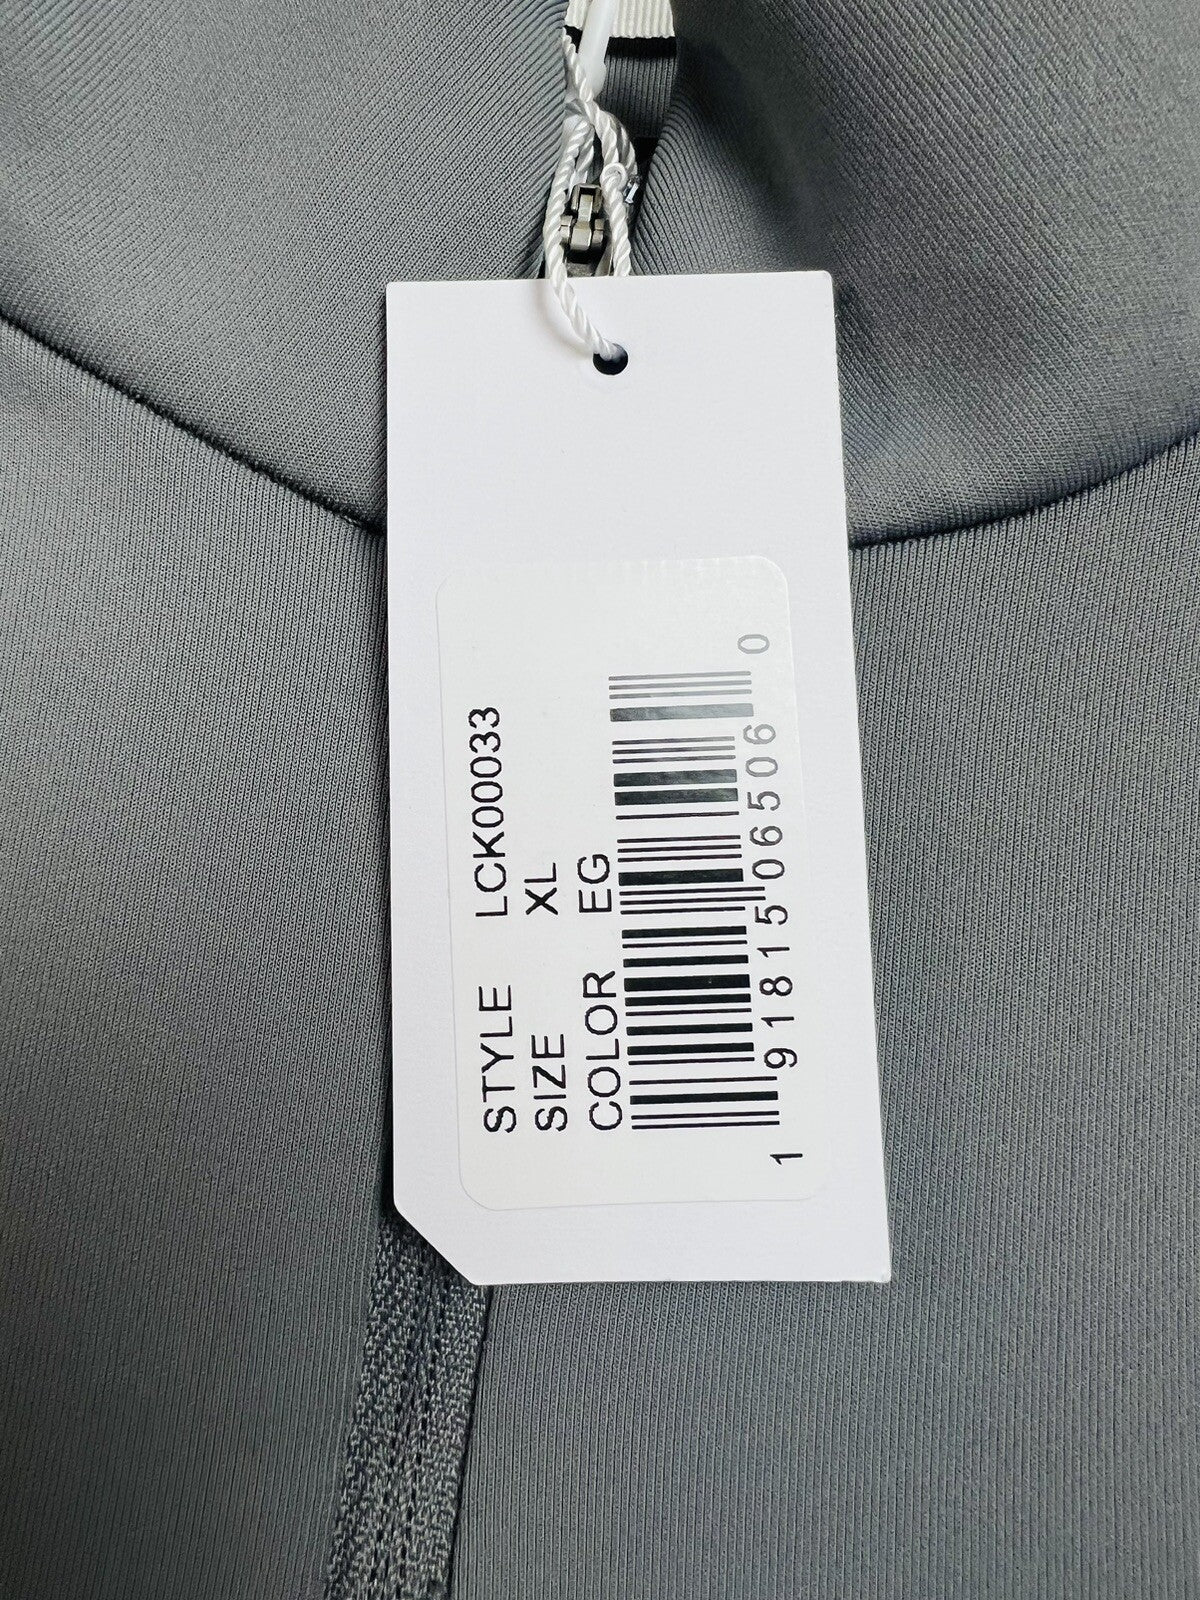 STYLE LCK00033
SIZE XL
COLOR EG
1 91815 06506 0